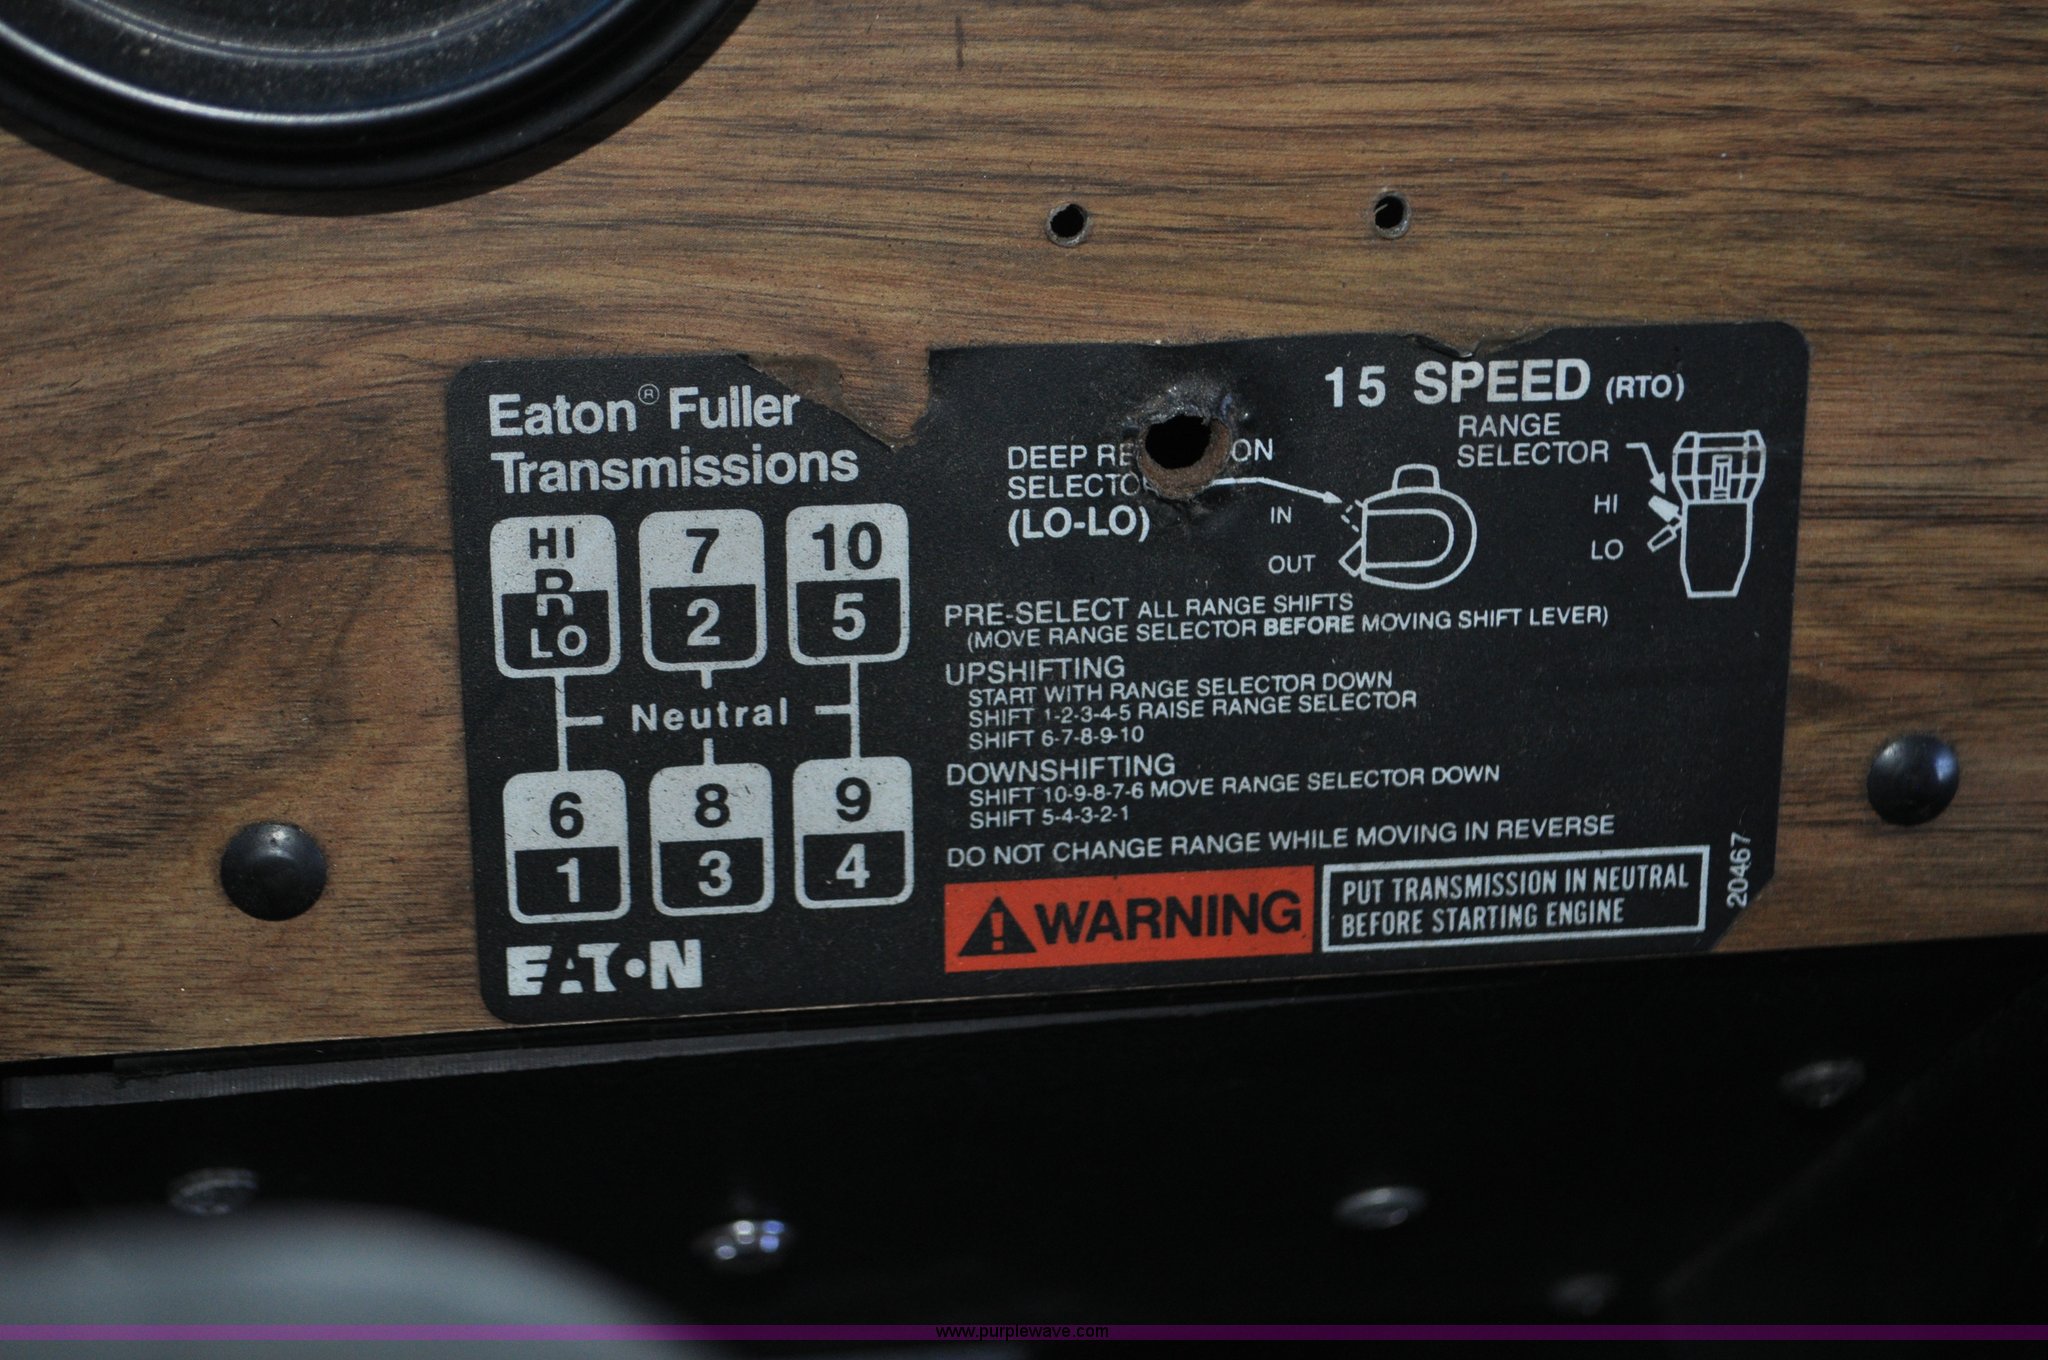 Eaton® Fuller
Transmissions
HI
R
LO
7
2
10
5
Neutral
6
1
8
3
9
4
EATON
15 SPEED (RTO)
RANGE
SELECTOR
HI
LO
DEEP RE ON
SELECTO
(LO-LO)
IN
OUT
PRE-SELECT ALL RANGE SHIFTS
(MOVE RANGE SELECTOR BEFORE MOVING SHIFT LEVER)
UPSHIFTING
START WITH RANGE SELECTOR DOWN
SHIFT 1-2-3-4-5 RAISE RANGE SELECTOR
SHIFT 6-7-8-9-10
DOWNSHIFTING
SHIFT 10-9-8-7-6 MOVE RANGE SELECTOR DOWN
SHIFT 5-4-3-2-1
DO NOT CHANGE RANGE WHILE MOVING IN REVERSE
WARNING
PUT TRANSMISSION IN NEUTRAL
BEFORE STARTING ENGINE
20467
www.purplewave.com